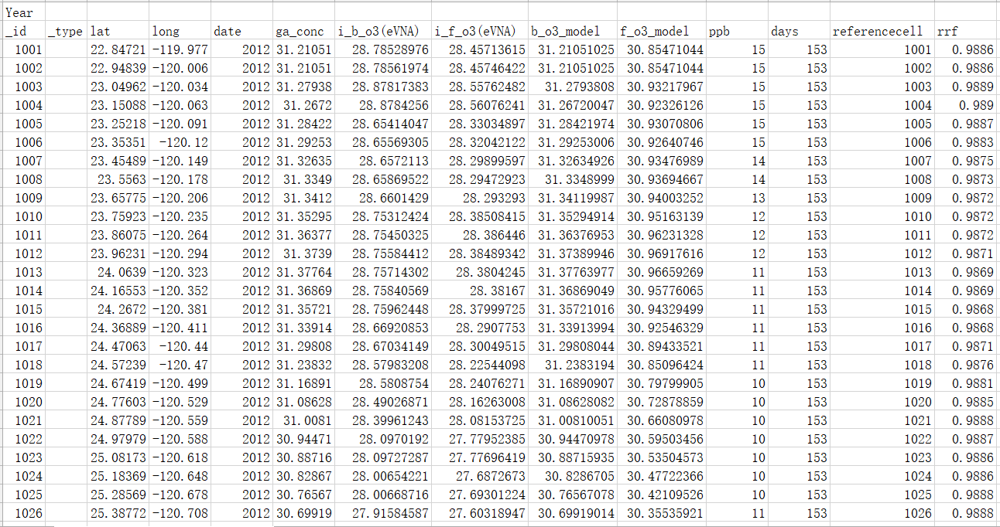 Year
_id _type lat long date ga_conc i_b_o3(eVNA) i_f_o3(eVNA) b_o3_model f_o3_model ppb days referencecell rrf
1001 22.84721 -119.977 2012 31.21051 28.78528976 28.45713615 31.21051025 30.85471044 15 153 1001 0.9886
1002 22.94839 -120.006 2012 31.21051 28.78561974 28.45746422 31.21051025 30.85471044 15 153 1002 0.9886
1003 23.04962 -120.034 2012 31.27938 28.87817383 28.55762482 31.2793808 30.93217967 15 153 1003 0.9889
1004 23.15088 -120.063 2012 31.2672 28.8784256 28.56076241 31.26720047 30.92326126 15 153 1004 0.989
1005 23.25218 -120.091 2012 31.28422 28.65414047 28.33034897 31.28421974 30.93070806 15 153 1005 0.9887
1006 23.35351 -120.12 2012 31.29253 28.65569305 28.32042122 31.29253006 30.92640746 15 153 1006 0.9883
1007 23.45489 -120.149 2012 31.32635 28.6572113 28.29899597 31.32634926 30.93476989 14 153 1007 0.9875
1008 23.5563 -120.178 2012 31.3349 28.65869522 28.29472923 31.3348999 30.93694667 14 153 1008 0.9873
1009 23.65775 -120.206 2012 31.3412 28.6601429 28.293293 31.34119987 30.94003252 13 153 1009 0.9872
1010 23.75923 -120.235 2012 31.35295 28.75312424 28.38508415 31.35294914 30.95163139 12 153 1010 0.9872
1011 23.86075 -120.264 2012 31.36377 28.75450325 28.386446 31.36376953 30.96231328 12 153 1011 0.9872
1012 23.96231 -120.294 2012 31.3739 28.75584412 28.38489342 31.37389946 30.96917616 12 153 1012 0.9871
1013 24.0639 -120.323 2012 31.37764 28.75714302 28.3804245 31.37763977 30.96659269 11 153 1013 0.9869
1014 24.16553 -120.352 2012 31.36869 28.75840569 28.38167 31.36869049 30.95776065 11 153 1014 0.9869
1015 24.2672 -120.381 2012 31.35721 28.75962448 28.37999725 31.35721016 30.94329499 11 153 1015 0.9868
1016 24.36889 -120.411 2012 31.33914 28.66920853 28.2907753 31.33913994 30.92546329 11 153 1016 0.9868
1017 24.47063 -120.44 2012 31.29808 28.67034149 28.30049515 31.29808044 30.89433521 11 153 1017 0.9871
1018 24.57239 -120.47 2012 31.23832 28.57983208 28.22544098 31.2383194 30.85096424 11 153 1018 0.9876
1019 24.67419 -120.499 2012 31.16891 28.5808754 28.24076271 31.16890907 30.79799905 10 153 1019 0.9881
1020 24.77603 -120.529 2012 31.08628 28.49026871 28.16263008 31.08628082 30.72878859 10 153 1020 0.9885
1021 24.87789 -120.559 2012 31.0081 28.39961243 28.08153725 31.00810051 30.66080978 10 153 1021 0.9888
1022 24.97979 -120.588 2012 30.94471 28.0970192 27.77952385 30.94470978 30.59503456 10 153 1022 0.9887
1023 25.08173 -120.618 2012 30.88716 28.09727287 27.77696419 30.88715935 30.53504573 10 153 1023 0.9886
1024 25.18369 -120.648 2012 30.82867 28.00654221 27.6872673 30.8286705 30.47722366 10 153 1024 0.9886
1025 25.28569 -120.678 2012 30.76567 28.00668716 27.69301224 30.76567078 30.42109526 10 153 1025 0.9888
1026 25.38772 -120.708 2012 30.69919 27.91584587 27.60318947 30.69919014 30.35535921 11 153 1026 0.9888